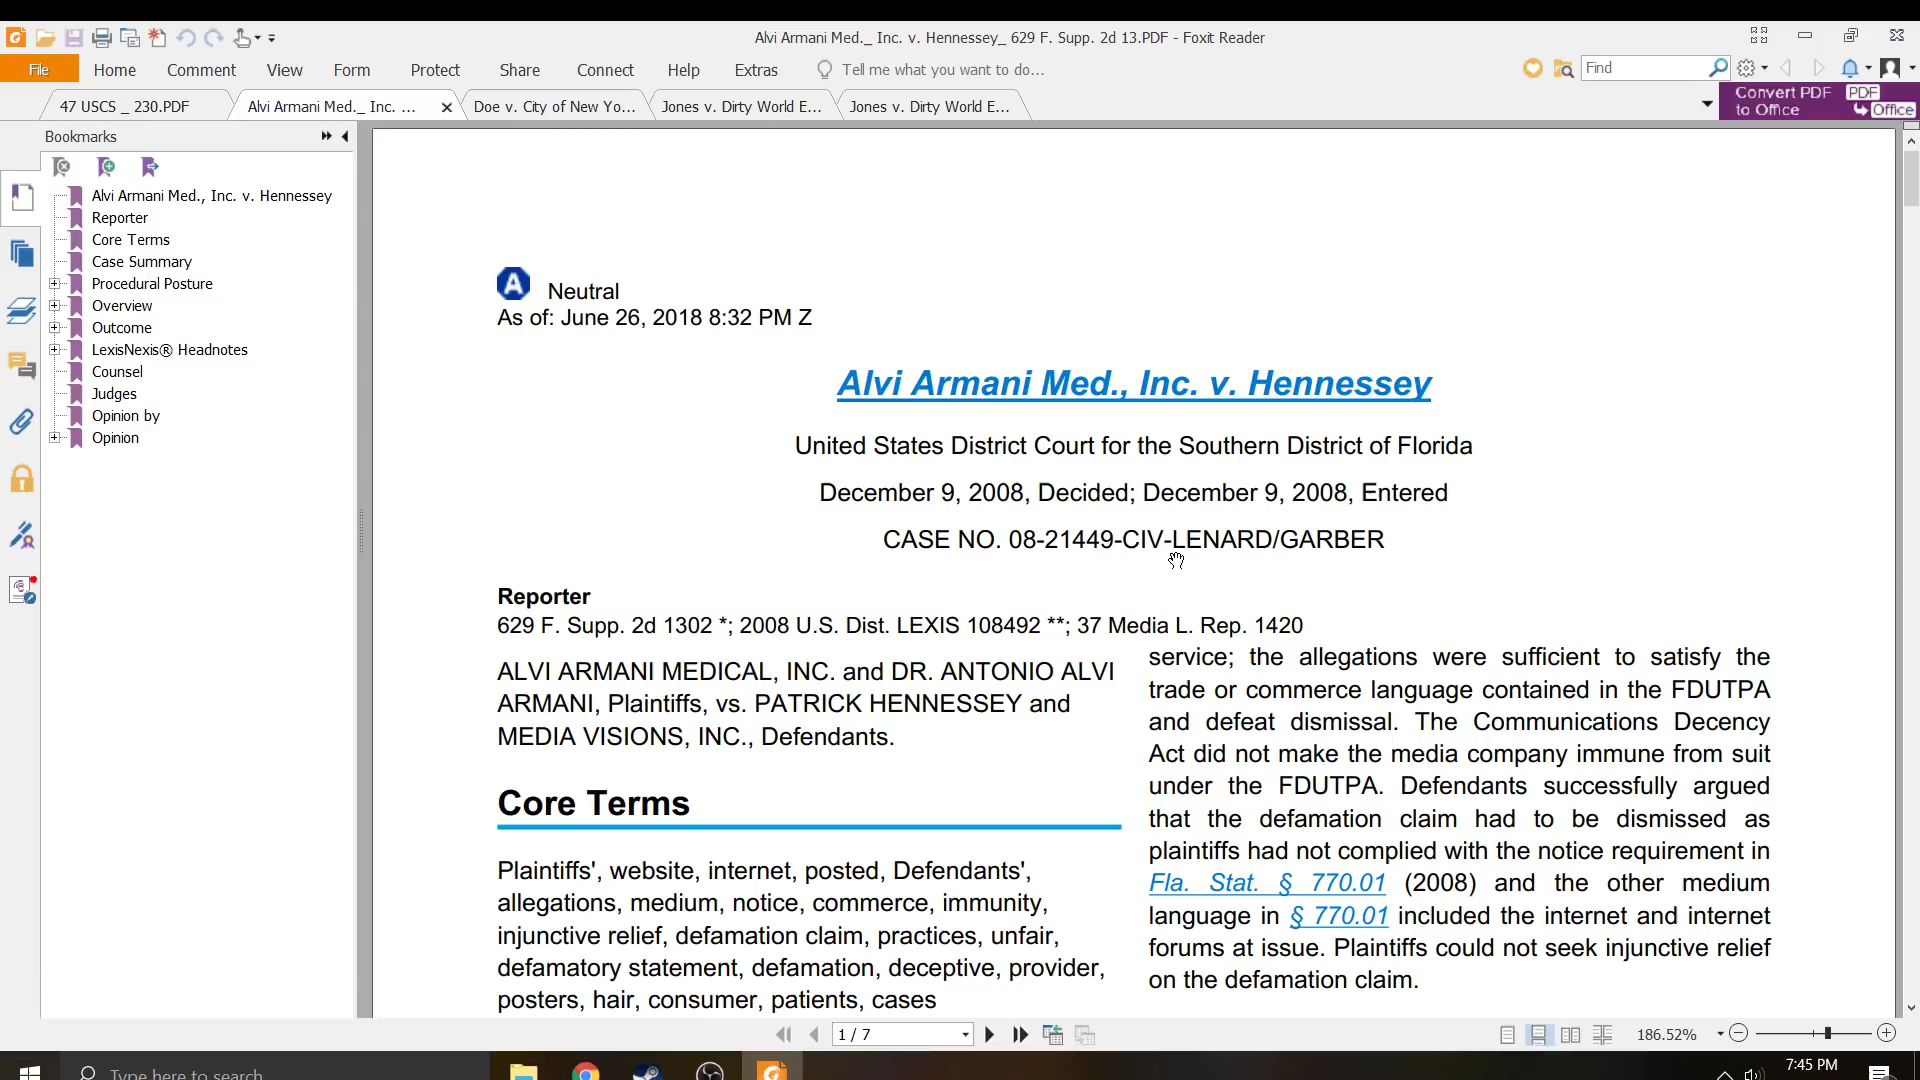 Alvi Armani Med._ Inc. v. Hennessey_ 629 F. Supp. 2d 13.PDF - Foxit Reader
File Home Comment View Form Protect Share Connect Help Extras Tell me what you want to do... Find
47 USCS _ 230.PDF Alvi Armani Med._ Inc. ... Doe v. City of New Yo... Jones v. Dirty World E... Jones v. Dirty World E...
Convert PDF to Office PDF Office
Bookmarks
Alvi Armani Med., Inc. v. Hennessey
Reporter
Core Terms
Case Summary
Procedural Posture
Overview
Outcome
LexisNexis® Headnotes
Counsel
Judges
Opinion by
Opinion
A Neutral
As of: June 26, 2018 8:32 PM Z
Alvi Armani Med., Inc. v. Hennessey
United States District Court for the Southern District of Florida
December 9, 2008, Decided; December 9, 2008, Entered
CASE NO. 08-21449-CIV-LENARD/GARBER
Reporter
629 F. Supp. 2d 1302 *; 2008 U.S. Dist. LEXIS 108492 **; 37 Media L. Rep. 1420
ALVI ARMANI MEDICAL, INC. and DR. ANTONIO ALVI
ARMANI, Plaintiffs, vs. PATRICK HENNESSEY and
MEDIA VISIONS, INC., Defendants.
Core Terms
Plaintiffs', website, internet, posted, Defendants',
allegations, medium, notice, commerce, immunity,
injunctive relief, defamation claim, practices, unfair,
defamatory statement, defamation, deceptive, provider,
posters, hair, consumer, patients, cases
service; the allegations were sufficient to satisfy the
trade or commerce language contained in the FDUTPA
and defeat dismissal. The Communications Decency
Act did not make the media company immune from suit
under the FDUTPA. Defendants successfully argued
that the defamation claim had to be dismissed as
plaintiffs had not complied with the notice requirement in
Fla. Stat. § 770.01 (2008) and the other medium
language in § 770.01 included the internet and internet
forums at issue. Plaintiffs could not seek injunctive relief
on the defamation claim.
1 / 7
186.52%
Type here to search
7:45 PM